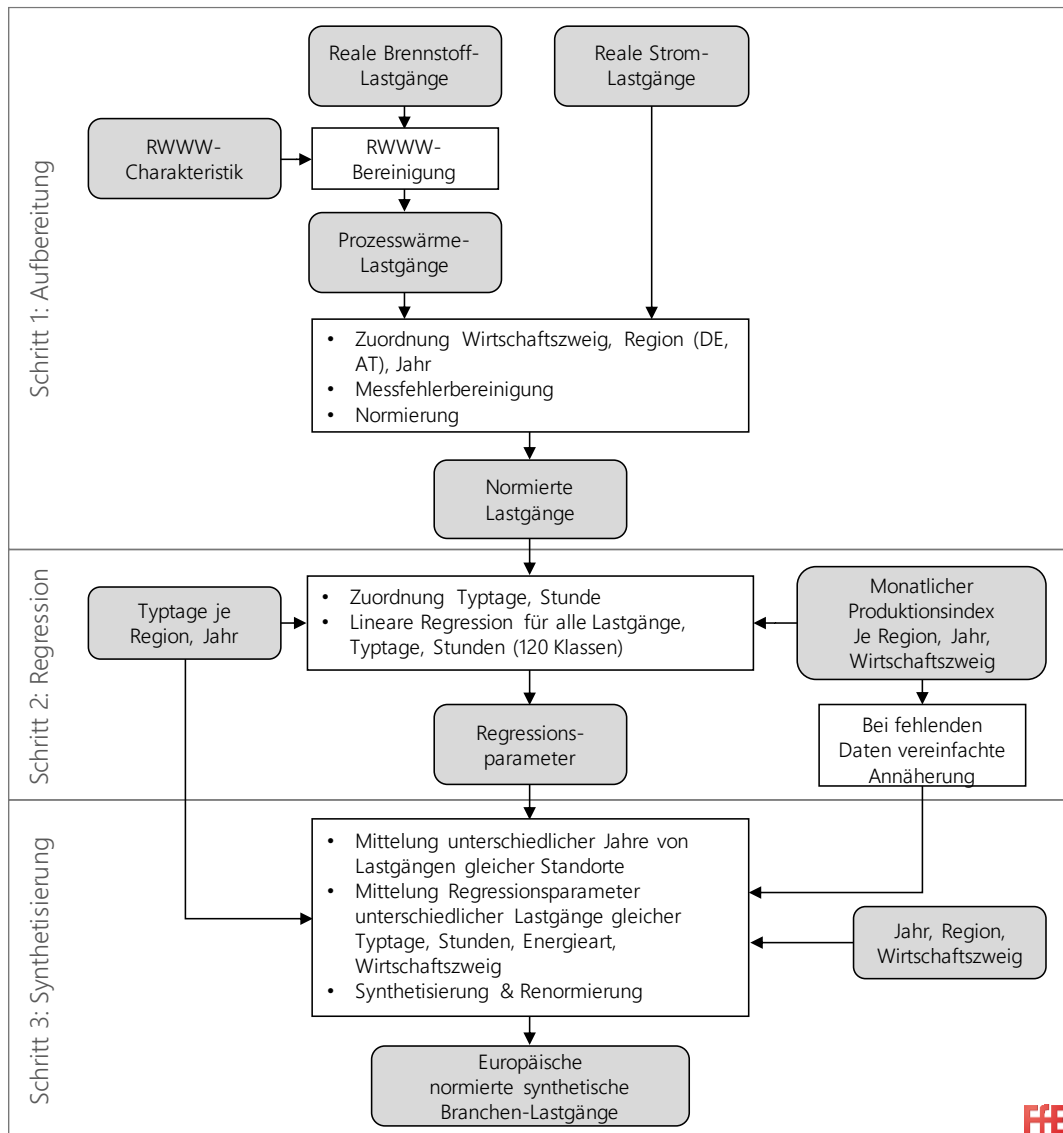 Schritt 1: Aufbereitung
Reale Brennstoff-
Lastgänge
Reale Strom-
Lastgänge
RWWW-
Charakteristik
RWWW-
Bereinigung
Prozesswärme-
Lastgänge
• Zuordnung Wirtschaftszweig, Region (DE,
AT), Jahr
• Messfehlerbereinigung
• Normierung
Normierte
Lastgänge
Schritt 2: Regression
Typtage je
Region, Jahr
• Zuordnung Typtage, Stunde
• Lineare Regression für alle Lastgänge,
Typtage, Stunden (120 Klassen)
Monatlicher
Produktionsindex
Je Region, Jahr,
Wirtschaftszweig
Regressions-
parameter
Bei fehlenden
Daten vereinfachte
Annäherung
Schritt 3: Synthetisierung
• Mittelung unterschiedlicher Jahre von
Lastgängen gleicher Standorte
• Mittelung Regressionsparameter
unterschiedlicher Lastgänge gleicher
Typtage, Stunden, Energieart,
Wirtschaftszweig
• Synthetisierung & Renormierung
Jahr, Region,
Wirtschaftszweig
Europäische
normierte synthetische
Branchen-Lastgänge
FfE